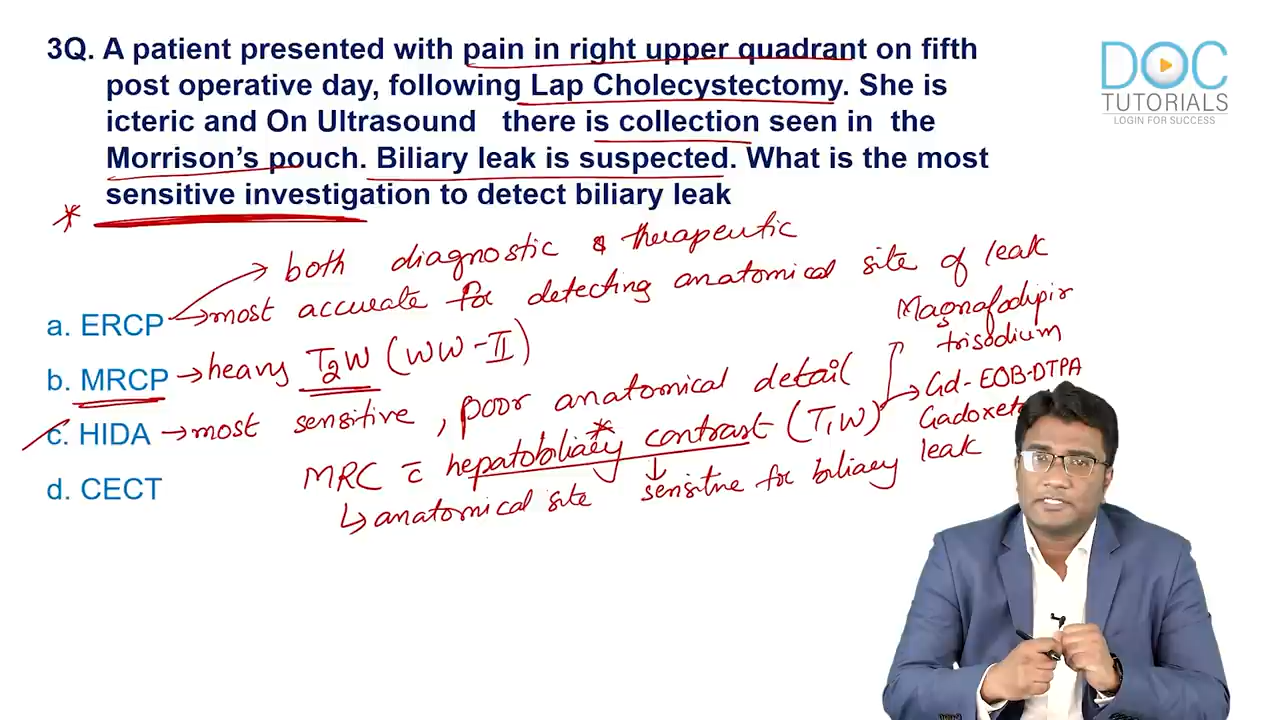 3Q. A patient presented with pain in right upper quadrant on fifth
post operative day, following Lap Cholecystectomy. She is
icteric and On Ultrasound there is collection seen in the
Morrison's pouch. Biliary leak is suspected. What is the most
sensitive investigation to detect biliary leak
DOC
TUTORIALS
LOGIN FOR SUCCESS
both diagnostic & therapeutic
a. ERCP
most accurate for detecting anatomical site of leak
b. MRCP
heavy T2W (WW-II)
c. HIDA
most sensitive, poor anatomical detail
d. CECT
MRC c hepatobiliary contrast (T1W)
Magnafodipir
trisodium
Gd-EOB-DTPA
anatomical site
sensitive for biliary leak